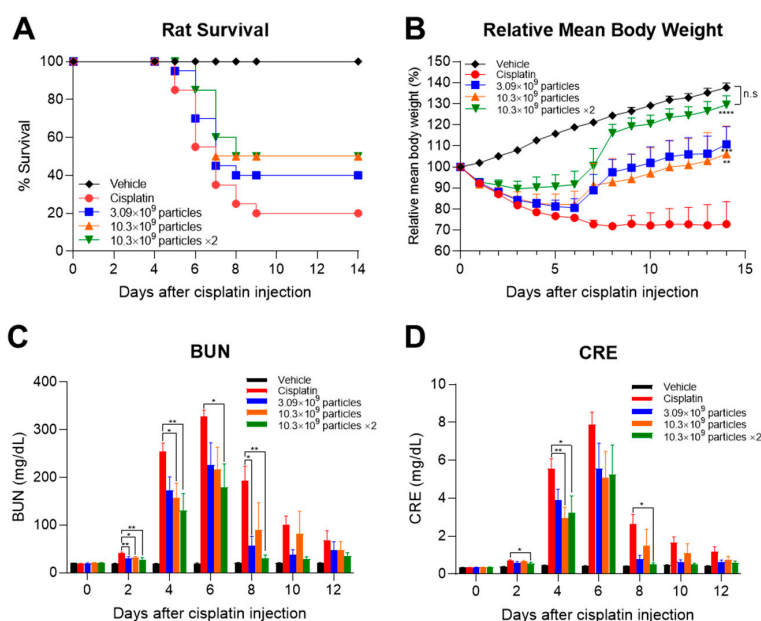 A
Rat Survival
% Survival
100
80
60
40
20
0
Vehicle
Cisplatin
3.09×10⁹ particles
10.3×10⁹ particles
10.3×10⁹ particles ×2
0 2 4 6 8 10 12 14
Days after cisplatin injection
B
Relative Mean Body Weight
Relative mean body weight (%)
150
140
130
120
110
100
90
80
70
60
Vehicle
Cisplatin
3.09×10⁹ particles
10.3×10⁹ particles
10.3×10⁹ particles ×2
n.s
****
**
0 5 10 15
Days after cisplatin injection
C
BUN
BUN (mg/dL)
400
300
200
100
0
Vehicle
Cisplatin
3.09×10⁹ particles
10.3×10⁹ particles
10.3×10⁹ particles ×2
**
*
**
**
*
*
**
*
0 2 4 6 8 10 12
Days after cisplatin injection
D
CRE
CRE (mg/dL)
10
8
6
4
2
0
Vehicle
Cisplatin
3.09×10⁹ particles
10.3×10⁹ particles
10.3×10⁹ particles ×2
*
*
**
*
0 2 4 6 8 10 12
Days after cisplatin injection